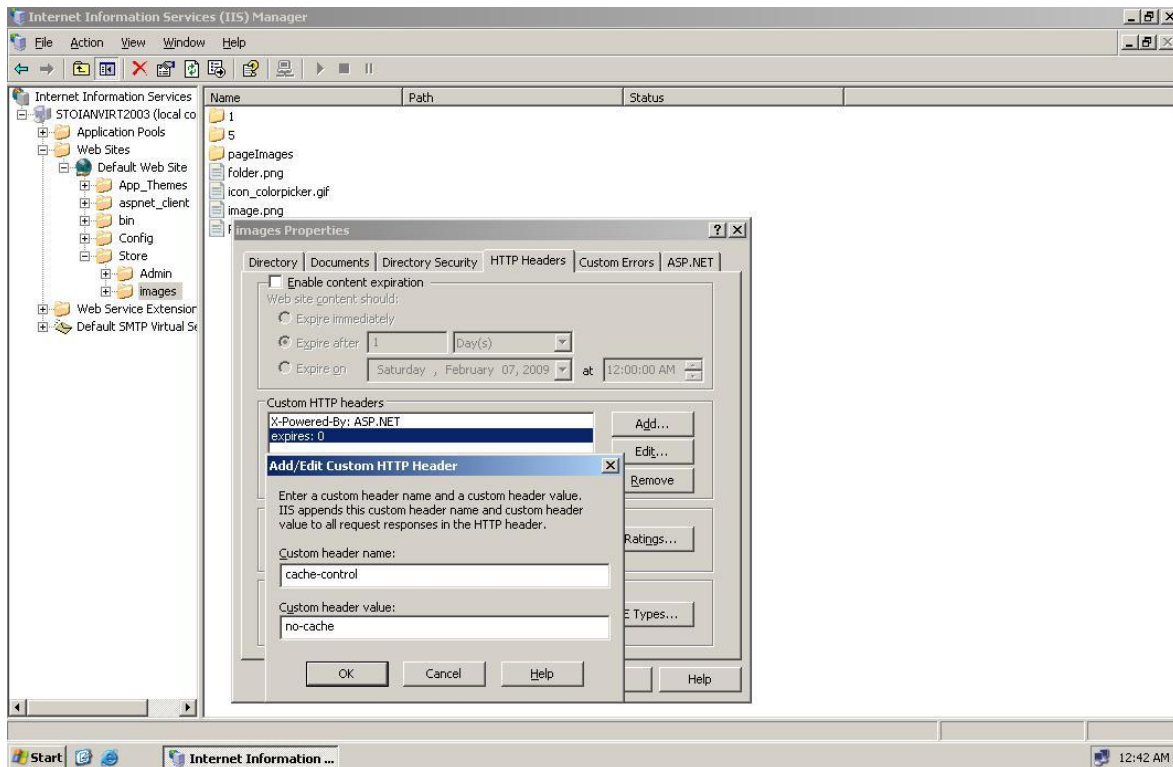 Internet Information Services (IIS) Manager
File Action View Window Help
Internet Information Services
STOIANVIRT2003 (local co
Application Pools
Web Sites
Default Web Site
App_Themes
aspnet_client
bin
Config
Store
Admin
images
Web Service Extension
Default SMTP Virtual Se
Name Path Status
1
5
pageImages
folder.png
icon_colorpicker.gif
image.png
images Properties
Directory Documents Directory Security HTTP Headers Custom Errors ASP.NET
Enable content expiration
Web site content should:
Expire immediately
Expire after 1 Day(s)
Expire on Saturday , February 07, 2009 at 12:00:00 AM
Custom HTTP headers
X-Powered-By: ASP.NET
expires: 0
Add...
Edit...
Remove
Add/Edit Custom HTTP Header
Enter a custom header name and a custom header value.
IIS appends this custom header name and custom header
value to all request responses in the HTTP header.
Custom header name:
cache-control
Custom header value:
no-cache
OK Cancel Help
Ratings...
E Types...
Help
Start Internet Information ... 12:42 AM